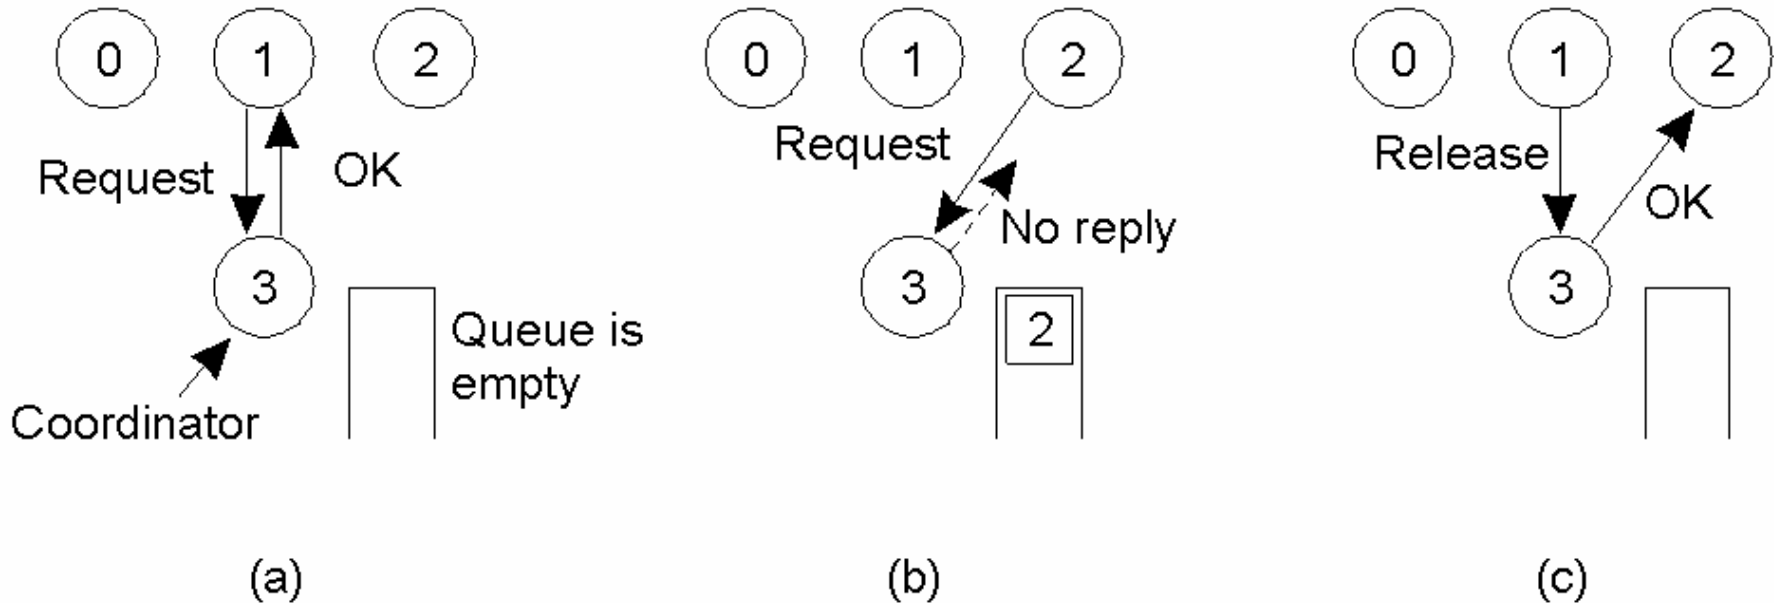 0 1 2
Request OK
3
Queue is
empty
Coordinator
(a)
0 1 2
Request
No reply
3
2
(b)
0 1 2
Release
OK
3
(c)